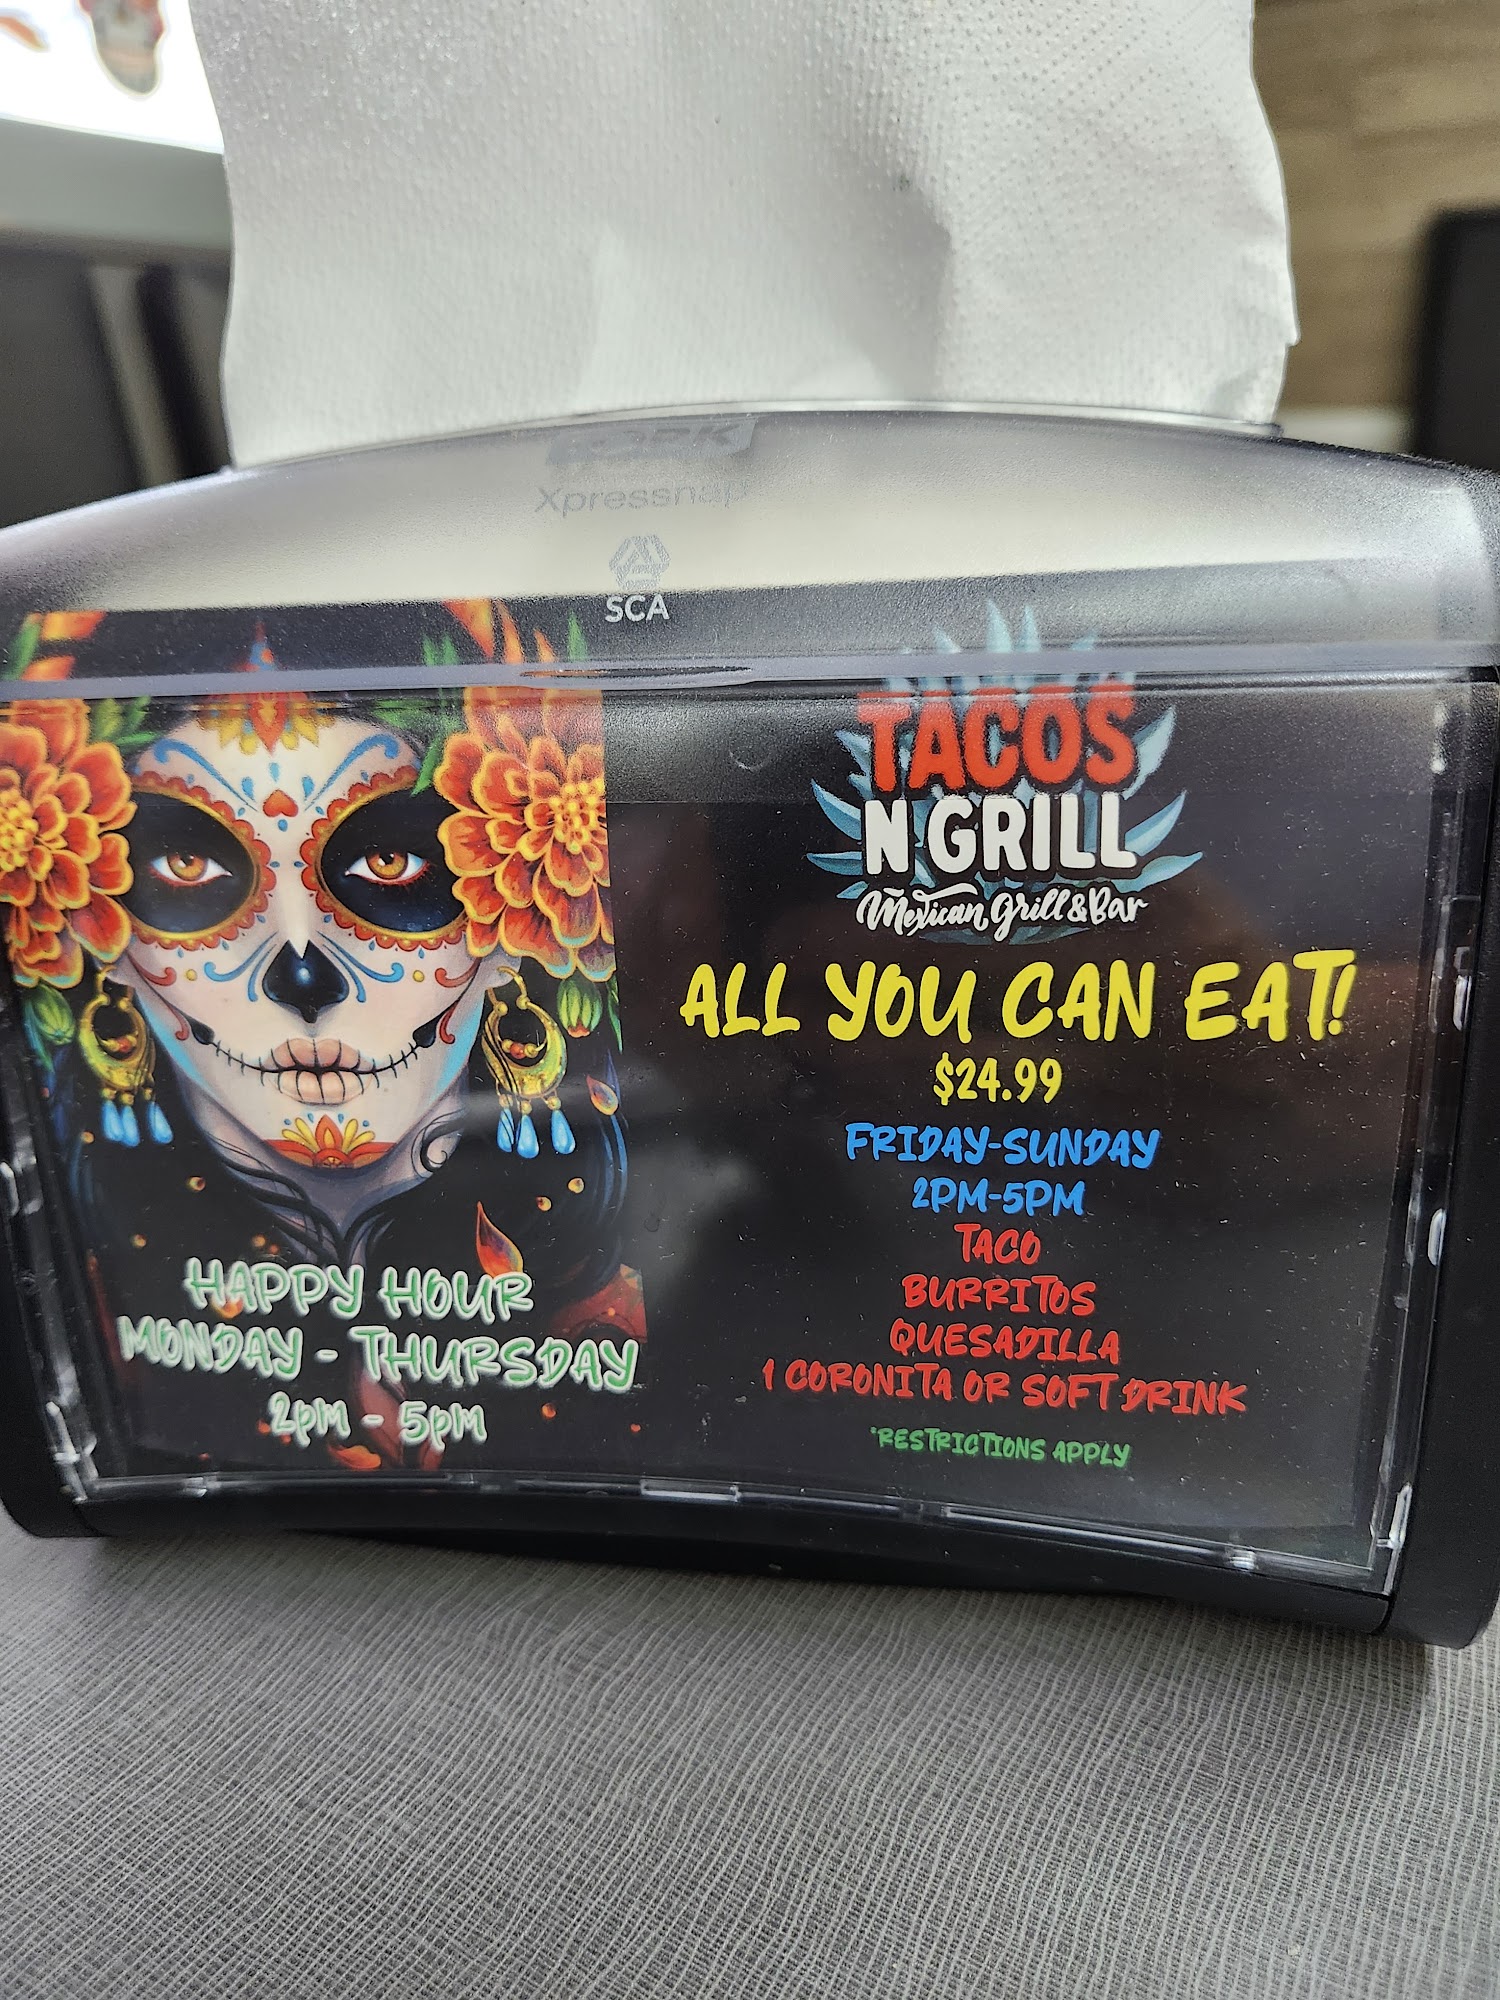 Xpressnap
SCA
TACOS
N GRILL
Mexican Grill & Bar
ALL YOU CAN EAT!
$24.99
FRIDAY-SUNDAY
2PM-5PM
TACO
BURRITOS
QUESADILLA
1 CORONITA OR SOFT DRINK
*RESTRICTIONS APPLY
HAPPY HOUR
MONDAY - THURSDAY
2pm - 5pm